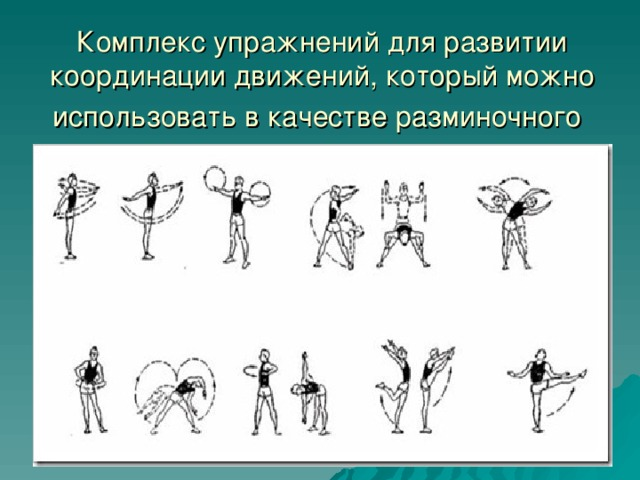 Комплекс упражнений для развитии
координации движений, который можно
использовать в качестве разминочного